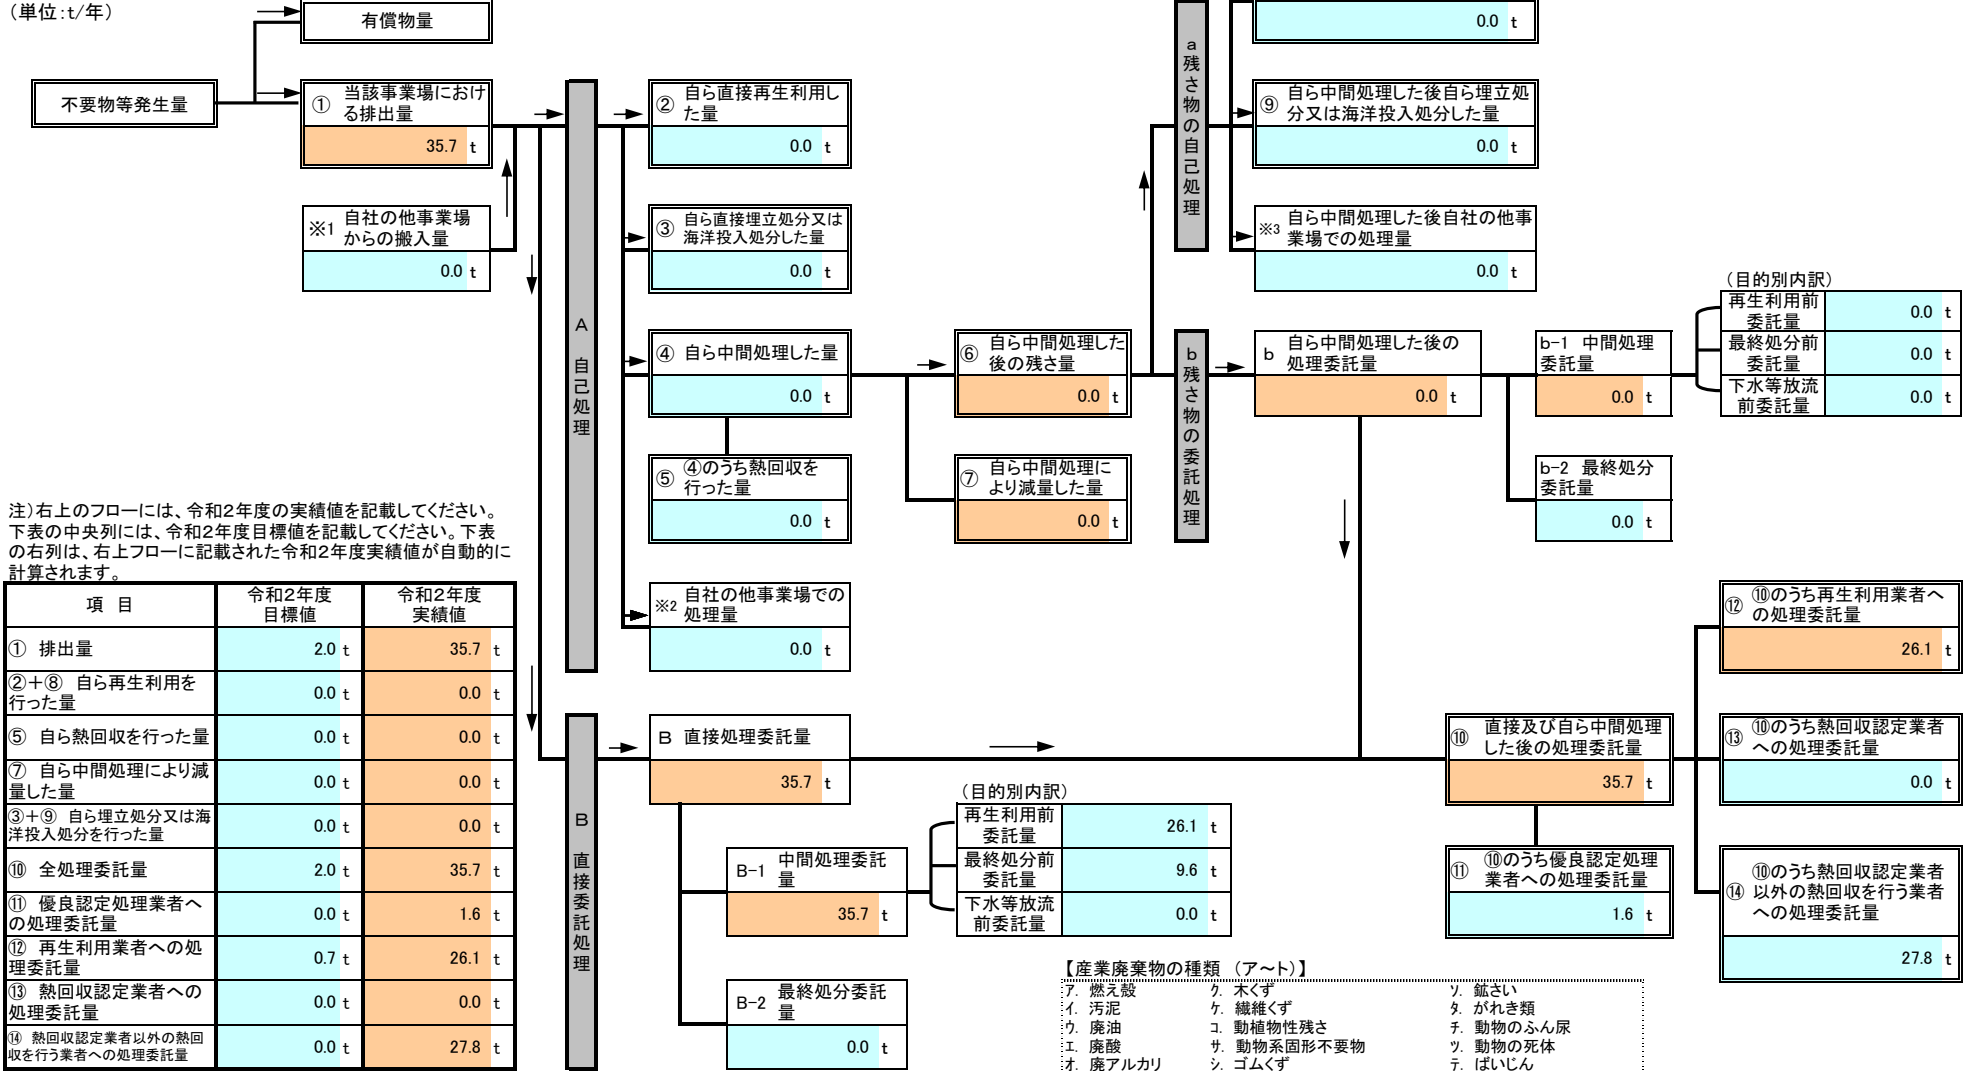 （単位：t/年）
有償物量
0.0 t
不要物等発生量
① 当該事業場におけ
る排出量
35.7 t
※1 自社の他事業場
からの搬入量
0.0 t
A 自己処理
② 自ら直接再生利用し
た量
0.0 t
③ 自ら直接埋立処分又は
海洋投入処分した量
0.0 t
④ 自ら中間処理した量
0.0 t
⑤ ④のうち熱回収を
行った量
0.0 t
※2 自社の他事業場での
処理量
0.0 t
⑥ 自ら中間処理した
後の残さ量
0.0 t
⑦ 自ら中間処理に
より減量した量
0.0 t
a 残さ物の自己処理
⑨ 自ら中間処理した後自ら埋立処
分又は海洋投入処分した量
0.0 t
※3 自ら中間処理した後自社の他事
業場での処理量
0.0 t
b 残さ物の委託処理
b 自ら中間処理した後の
処理委託量
0.0 t
b-1 中間処理
委託量
0.0 t
b-2 最終処分
委託量
0.0 t
（目的別内訳）
再生利用前
委託量
0.0 t
最終処分前
委託量
0.0 t
下水等放流
前委託量
0.0 t
注）右上のフローには、令和２年度の実績値を記載してください。
下表の中央列には、令和２年度目標値を記載してください。下表
の右列は、右上フローに記載された令和２年度実績値が自動的に
計算されます。
項 目 令和２年度
目標値 令和２年度
実績値
① 排出量 2.0 t 35.7 t
②＋⑧ 自ら再生利用を
行った量 0.0 t 0.0 t
⑤ 自ら熱回収を行った量 0.0 t 0.0 t
⑦ 自ら中間処理により減
量した量 0.0 t 0.0 t
③＋⑨ 自ら埋立処分又は海
洋投入処分を行った量 0.0 t 0.0 t
⑩ 全処理委託量 2.0 t 35.7 t
⑪ 優良認定処理業者へ
の処理委託量 0.0 t 1.6 t
⑫ 再生利用業者への処
理委託量 0.7 t 26.1 t
⑬ 熱回収認定業者への
処理委託量 0.0 t 0.0 t
⑭ 熱回収認定業者以外の熱回
収を行う業者への処理委託量 0.0 t 27.8 t
B 直接委託処理
B 直接処理委託量
35.7 t
B-1 中間処理委託
量
35.7 t
B-2 最終処分委託
量
0.0 t
（目的別内訳）
再生利用前
委託量
26.1 t
最終処分前
委託量
9.6 t
下水等放流
前委託量
0.0 t
⑩ 直接及び自ら中間処理
した後の処理委託量
35.7 t
⑪ ⑩のうち優良認定処理
業者への処理委託量
1.6 t
⑫ ⑩のうち再生利用業者へ
の処理委託量
26.1 t
⑬ ⑩のうち熱回収認定業者
への処理委託量
0.0 t
⑭ ⑩のうち熱回収認定業者
以外の熱回収を行う業者
への処理委託量
27.8 t
【産業廃棄物の種類 （ア～ト）】
ア. 燃え殻 ク. 木くず ソ. 鉱さい
イ. 汚泥 ケ. 繊維くず タ. がれき類
ウ. 廃油 コ. 動植物性残さ チ. 動物のふん尿
エ. 廃酸 サ. 動物系固形不要物 ツ. 動物の死体
オ. 廃アルカリ シ. ゴムくず テ. ばいじん